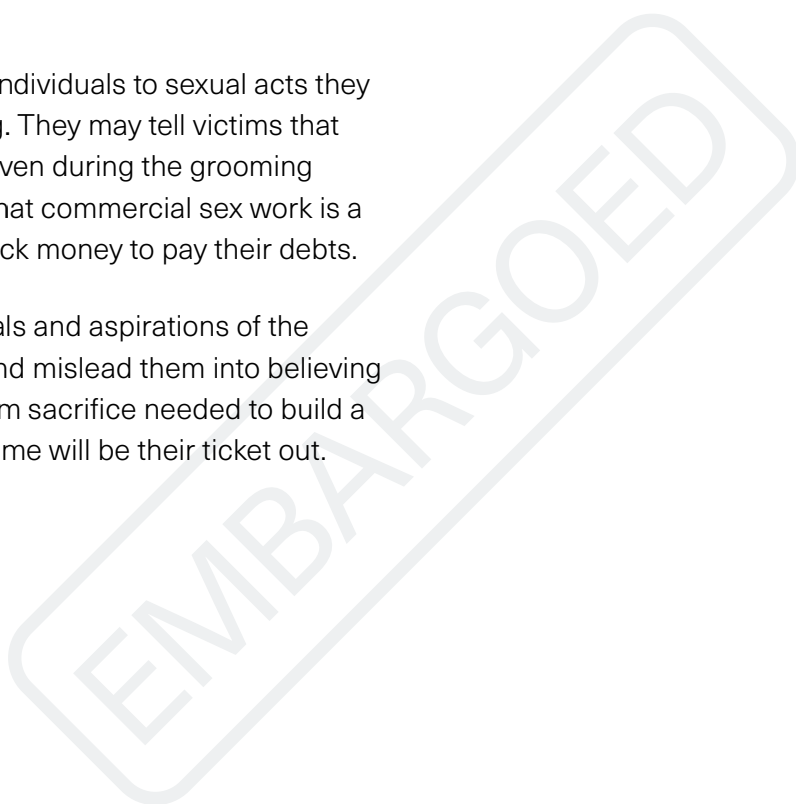 ndividuals to sexual acts they
. They may tell victims that
ven during the grooming
hat commercial sex work is a
ck money to pay their debts.
als and aspirations of the
nd mislead them into believing
m sacrifice needed to build a
me will be their ticket out.
EMBARGOED